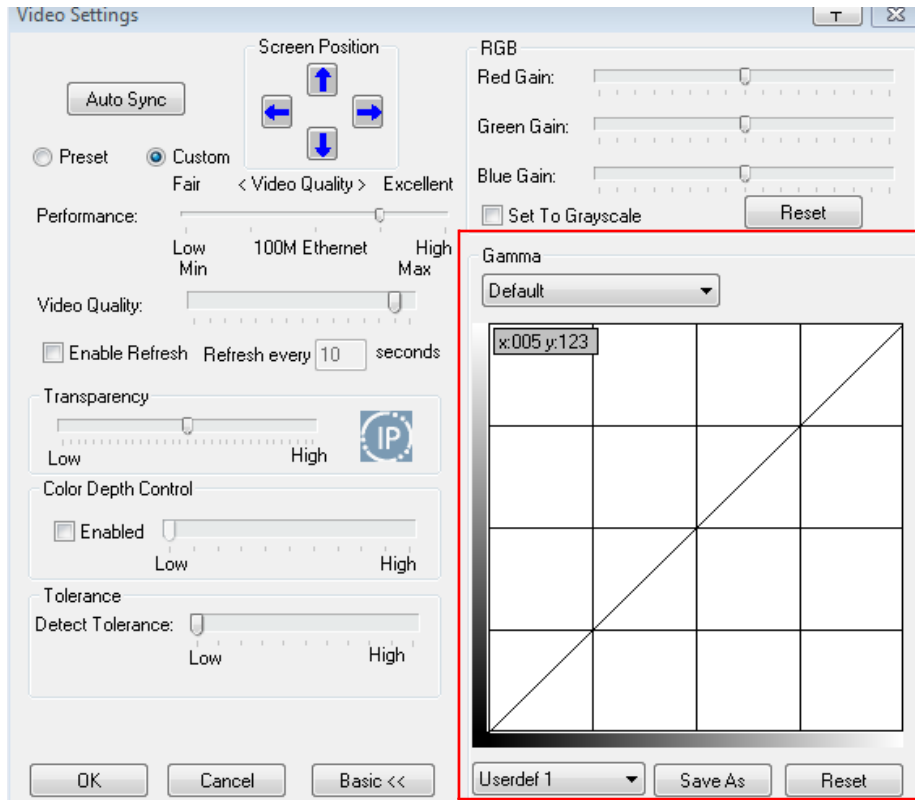 Video Settings
Screen Position
Auto Sync
Preset
Custom
Fair < Video Quality > Excellent
Performance:
Low 100M Ethernet High
Min Max
Video Quality:
Enable Refresh Refresh every 10 seconds
Transparency
IP
Low High
Color Depth Control
Enabled
Low High
Tolerance
Detect Tolerance:
Low High
OK Cancel Basic <<
RGB
Red Gain:
Green Gain:
Blue Gain:
Set To Grayscale Reset
Gamma
Default
x:005 y:123
Userdef 1 Save As Reset